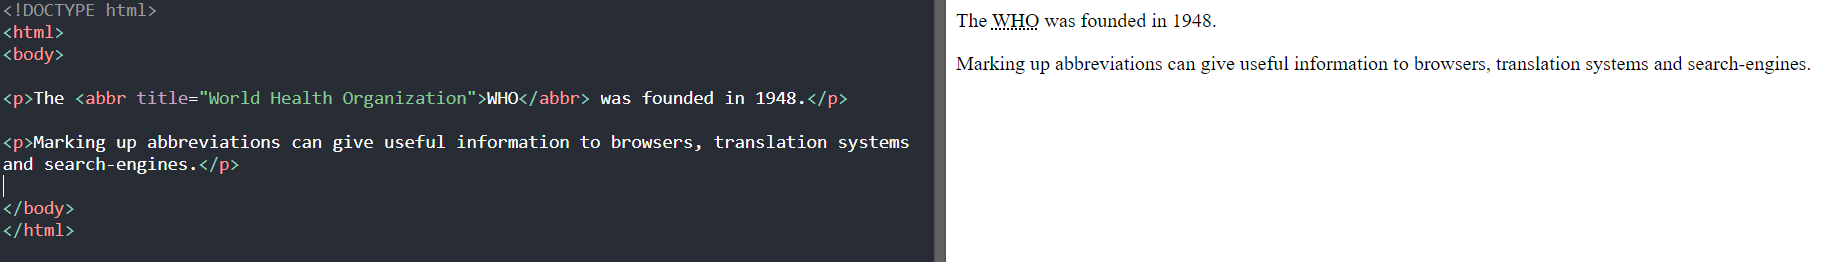 <!DOCTYPE html>
<html>
<body>
<p>The <abbr title="World Health Organization">WHO</abbr> was founded in 1948.</p>
<p>Marking up abbreviations can give useful information to browsers, translation systems
and search-engines.</p>
</body>
</html>
The WHO was founded in 1948.
Marking up abbreviations can give useful information to browsers, translation systems and search-engines.